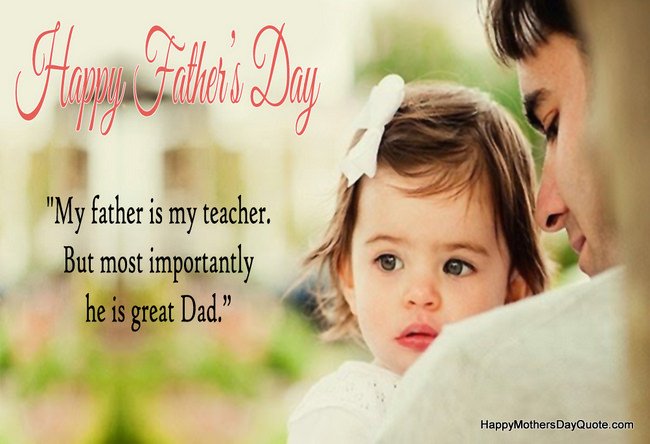 Happy Father's Day
"My father is my teacher.
But most importantly
he is great Dad.”
HappyMothersDayQuote.com